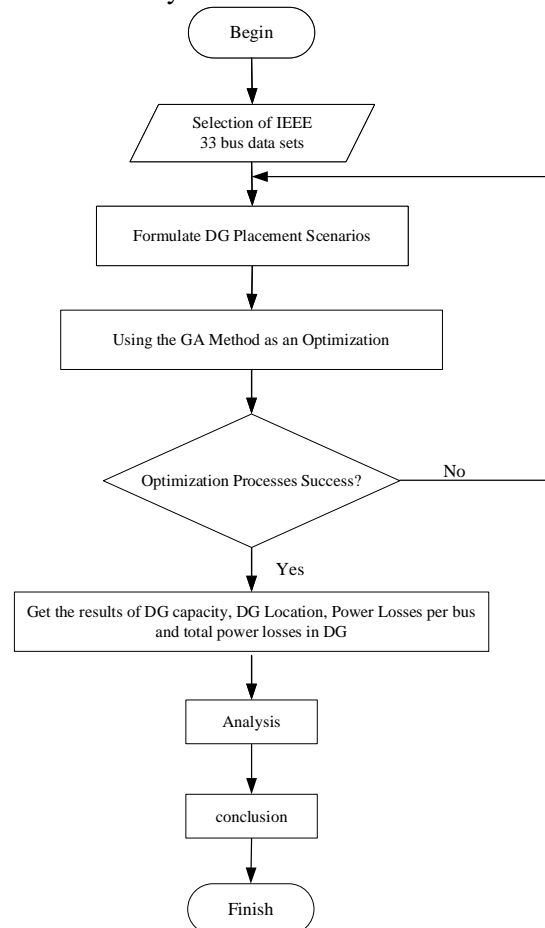 Begin
Selection of IEEE
33 bus data sets
Formulate DG Placement Scenarios
Using the GA Method as an Optimization
Optimization Processes Success?
No
Yes
Get the results of DG capacity, DG Location, Power Losses per bus
and total power losses in DG
Analysis
conclusion
Finish